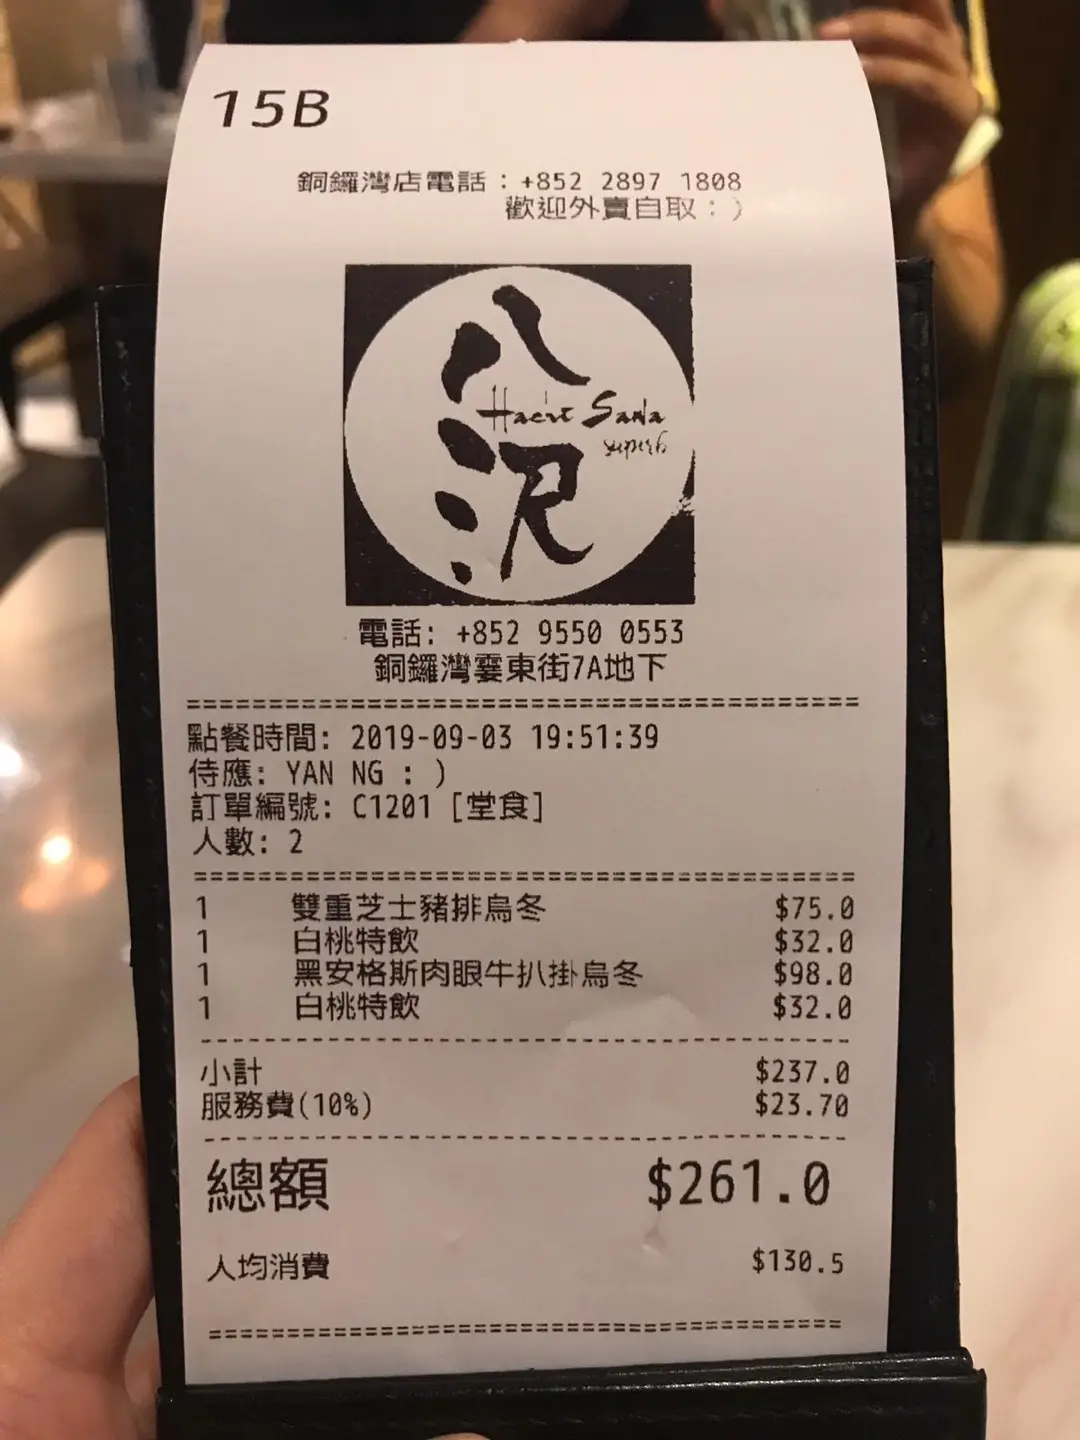 15B
銅鑼灣店電話：+852 2897 1808
歡迎外賣自取：)
八沢
Hachi Sawa
superb
電話: +852 9550 0553
銅鑼灣霎東街7A地下
==========================================
點餐時間: 2019-09-03 19:51:39
侍應: YAN NG : )
訂單編號: C1201 [堂食]
人數: 2
==========================================
1 雙重芝士豬排烏冬 $75.0
1 白桃特飲 $32.0
1 黑安格斯肉眼牛扒掛烏冬 $98.0
1 白桃特飲 $32.0
------------------------------------------
小計 $237.0
服務費(10%) $23.70
------------------------------------------
總額 $261.0
人均消費 $130.5
==========================================